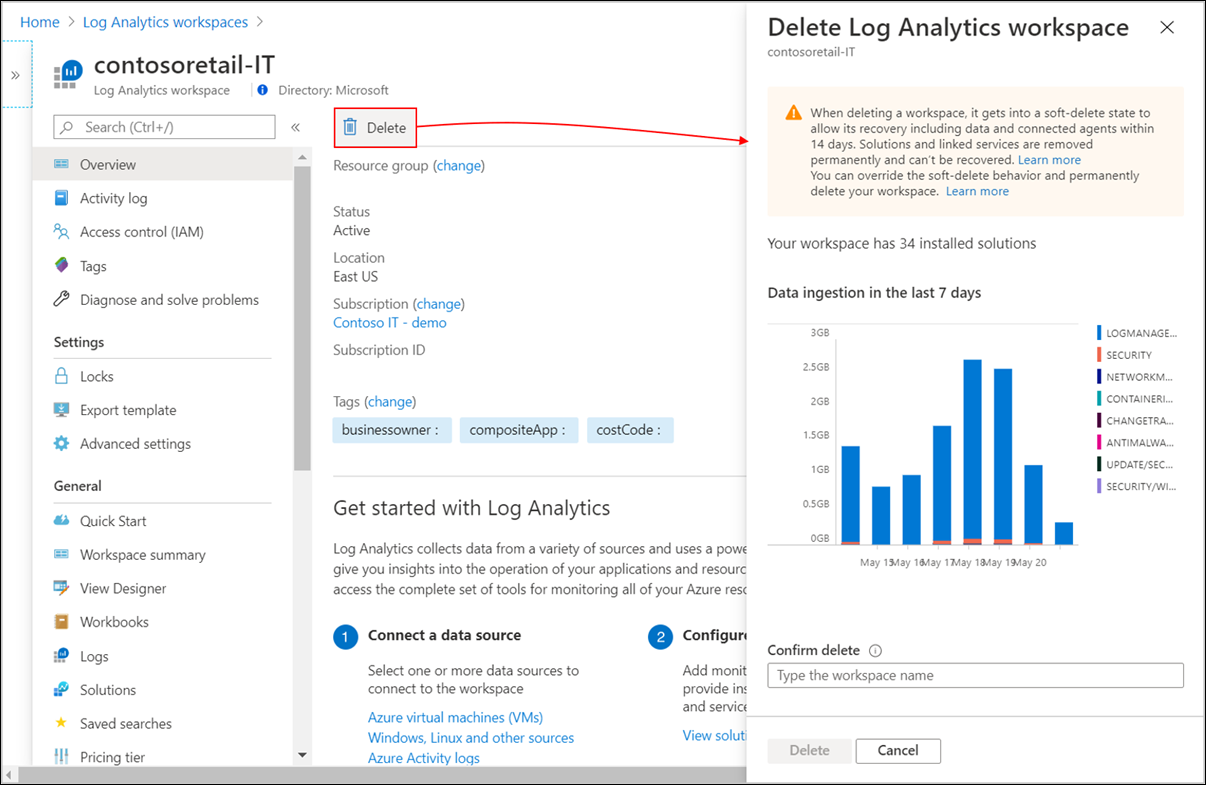 Home > Log Analytics workspaces >
»
contosoretail-IT
Log Analytics workspace
Directory: Microsoft
Search (Ctrl+/)
«
Overview
Activity log
Access control (IAM)
Tags
Diagnose and solve problems
Settings
Locks
Export template
Advanced settings
General
Quick Start
Workspace summary
View Designer
Workbooks
Logs
Solutions
Saved searches
Pricing tier
Delete
Resource group (change)
Status
Active
Location
East US
Subscription (change)
Contoso IT - demo
Subscription ID
Tags (change)
businessowner :
compositeApp :
costCode :
Get started with Log Analytics
Log Analytics collects data from a variety of sources and uses a powe
give you insights into the operation of your applications and resourc
access the complete set of tools for monitoring all of your Azure resc
1 Connect a data source
Select one or more data sources to
connect to the workspace
Azure virtual machines (VMs)
Windows, Linux and other sources
Azure Activity logs
2 Configure
Add monit
provide ins
and service
View soluti
Delete Log Analytics workspace
contosoretail-IT
When deleting a workspace, it gets into a soft-delete state to
allow its recovery including data and connected agents within
14 days. Solutions and linked services are removed
permanently and can't be recovered. Learn more
You can override the soft-delete behavior and permanently
delete your workspace. Learn more
Your workspace has 34 installed solutions
Data ingestion in the last 7 days
3GB
2.5GB
2GB
1.5GB
1GB
0.5GB
0GB
May 15
May 16
May 17
May 18
May 19
May 20
LOGMANAGE...
SECURITY
NETWORKM...
CONTAINERI...
CHANGETRA...
ANTIMALWA...
UPDATE/SEC...
SECURITY/WI...
Confirm delete
Type the workspace name
Delete
Cancel